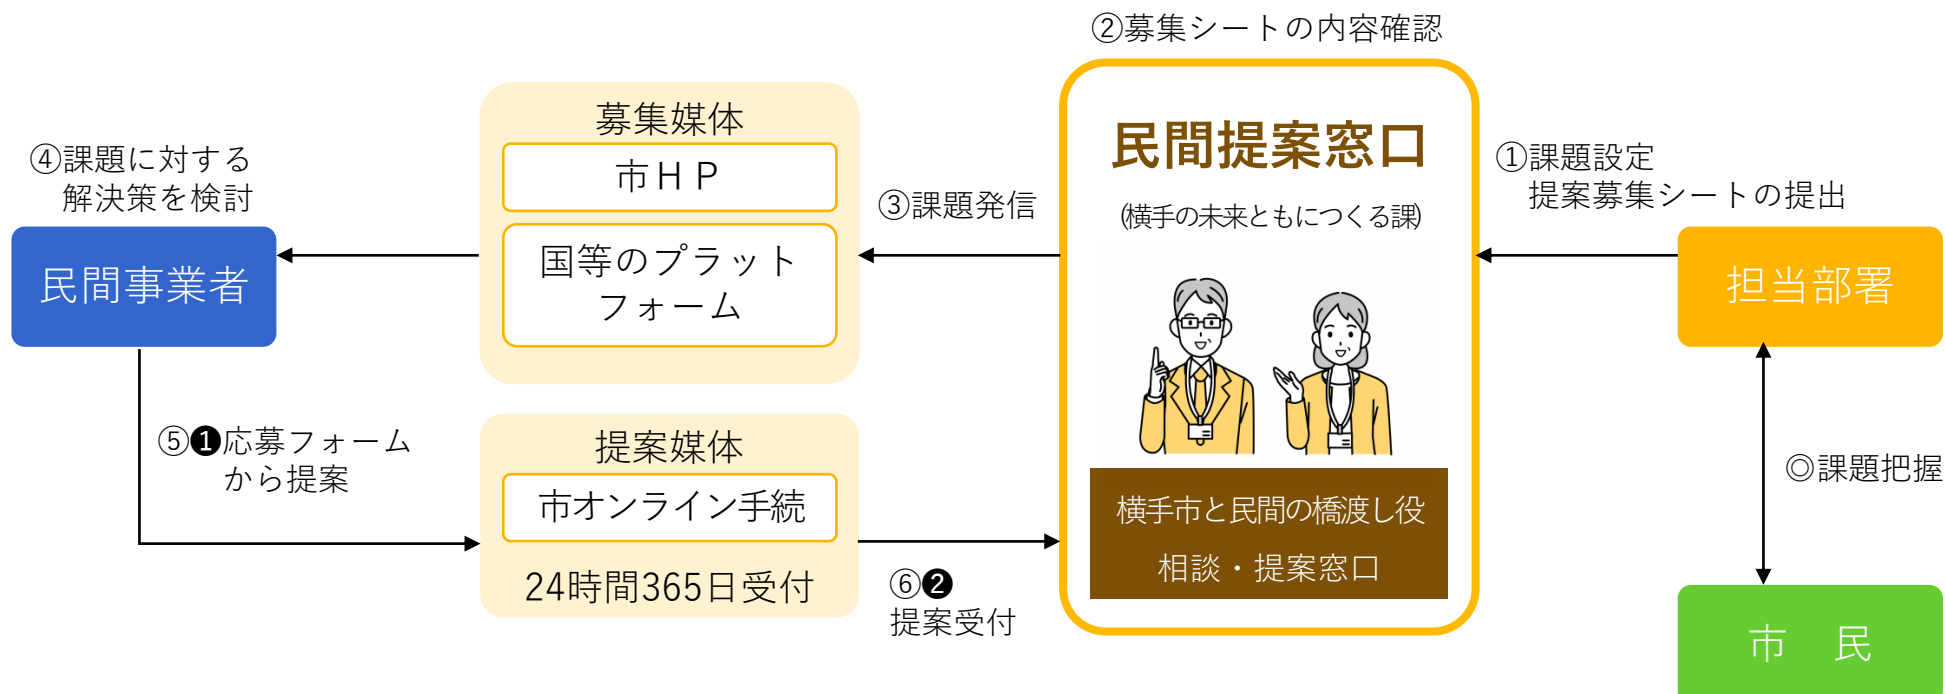 ②募集シートの内容確認
募集媒体
市ＨＰ
国等のプラット
フォーム
④課題に対する
解決策を検討
民間事業者
③課題発信
民間提案窓口
(横手の未来ともにつくる課)
①課題設定
提案募集シートの提出
担当部署
⑤❶応募フォーム
から提案
提案媒体
市オンライン手続
24時間365日受付
⑥❷
提案受付
横手市と民間の橋渡し役
相談・提案窓口
◎課題把握
市　民